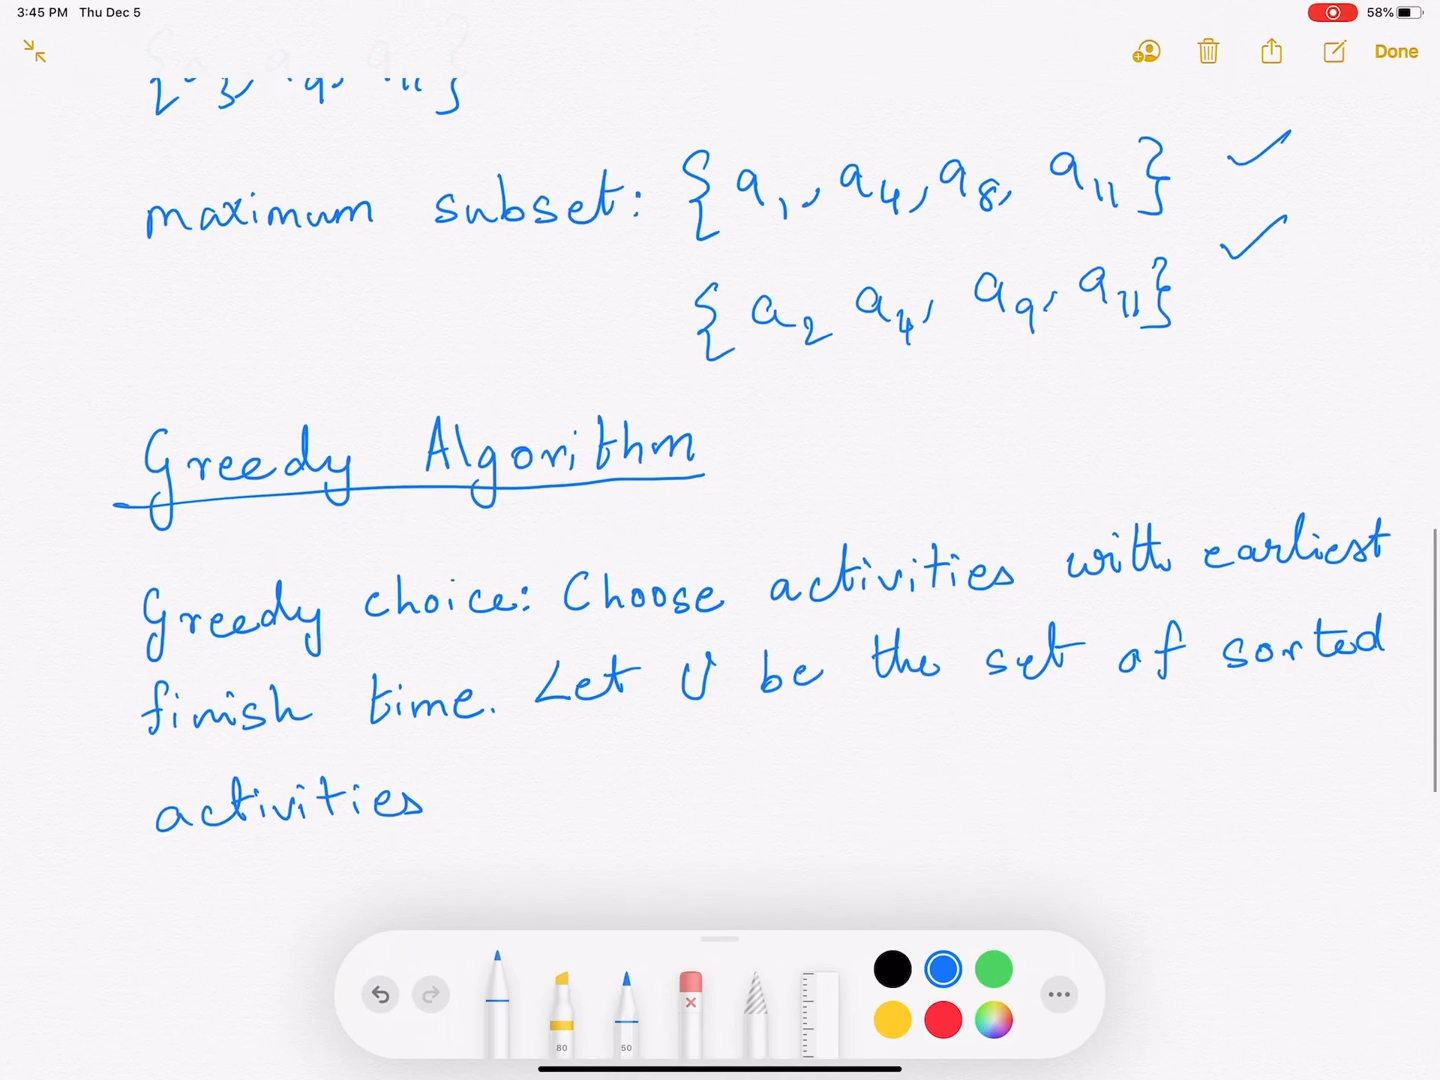 3:45 PM Thu Dec 5
58%
Done
maximum subset: {a1, a4, a8, a11} ✓
{a2 a4, a9, a11} ✓
Greedy Algorithm
Greedy choice: Choose activities with earliest
finish time. Let U be the set of sorted
activities
80
50